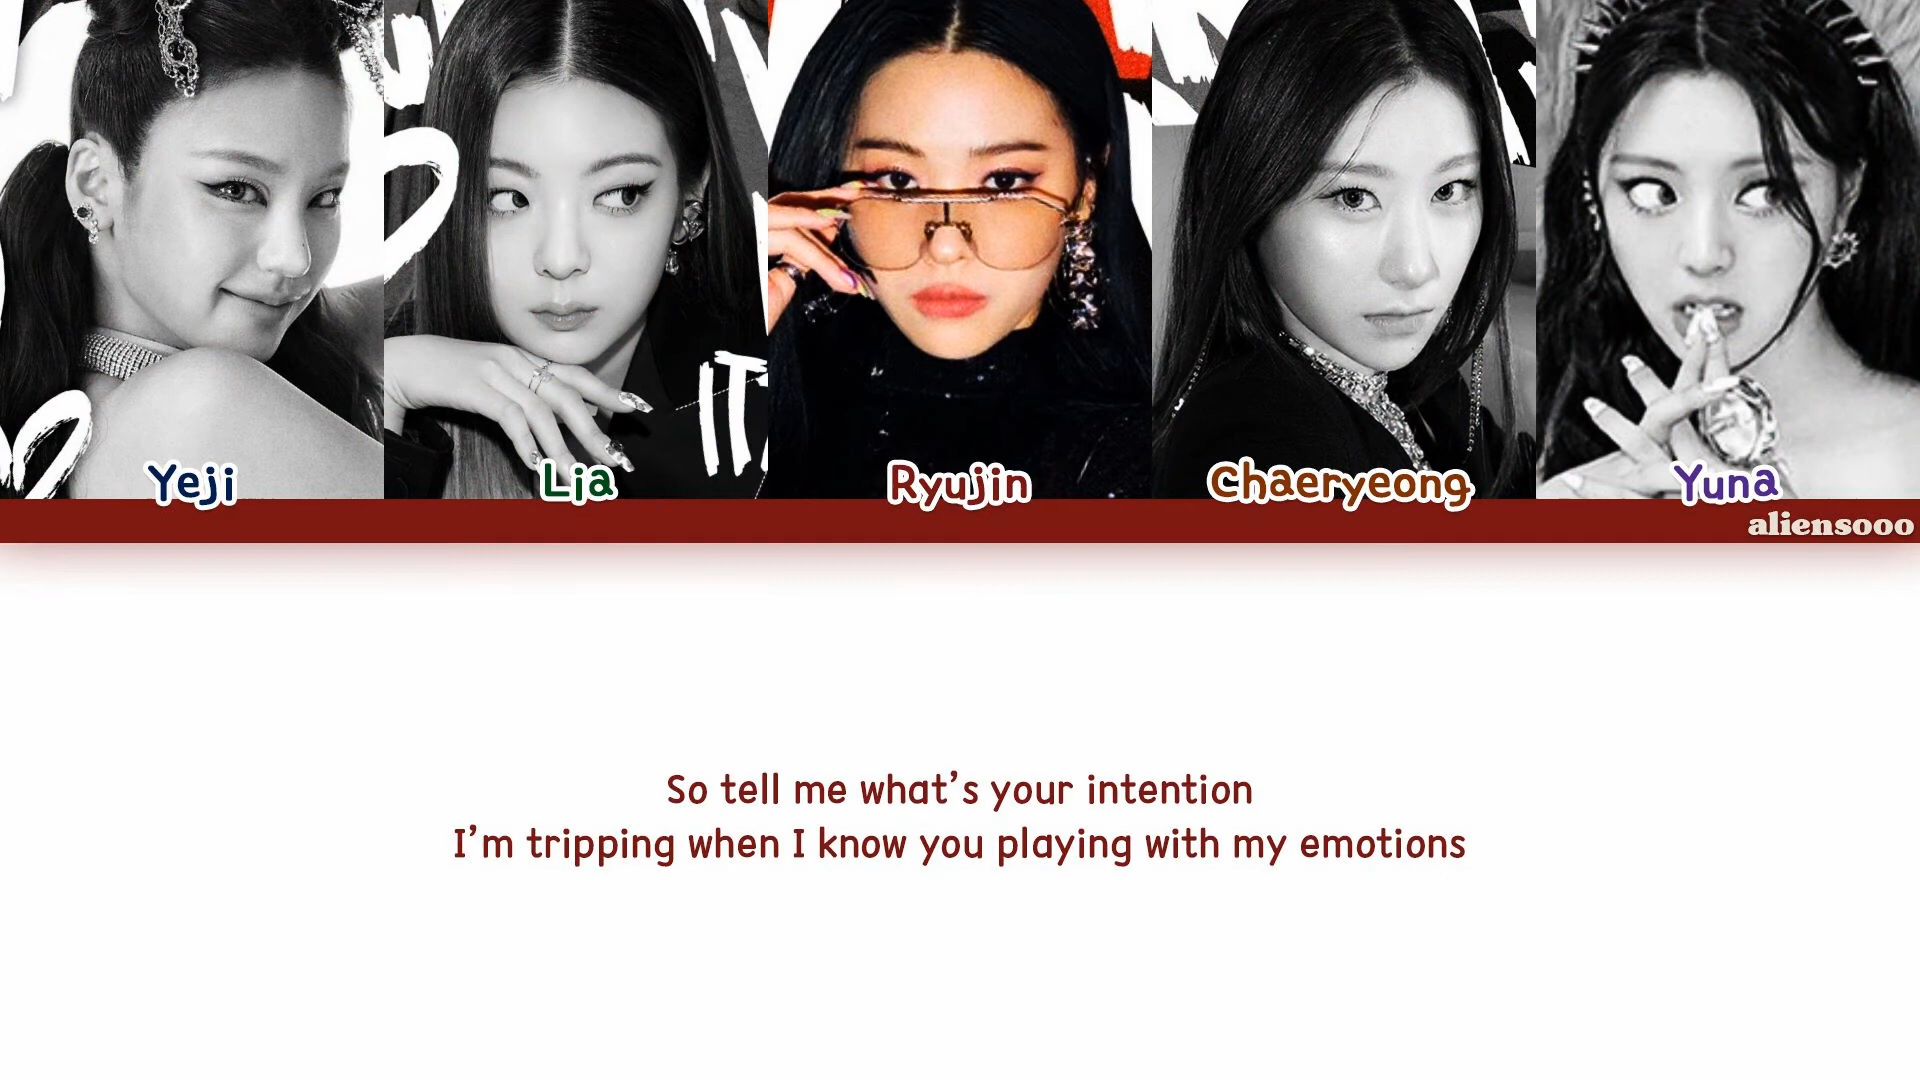 IT
Yeji
Lia
Ryujin
Chaeryeong
Yuna
aliensooo
So tell me what's your intention
I'm tripping when I know you playing with my emotions